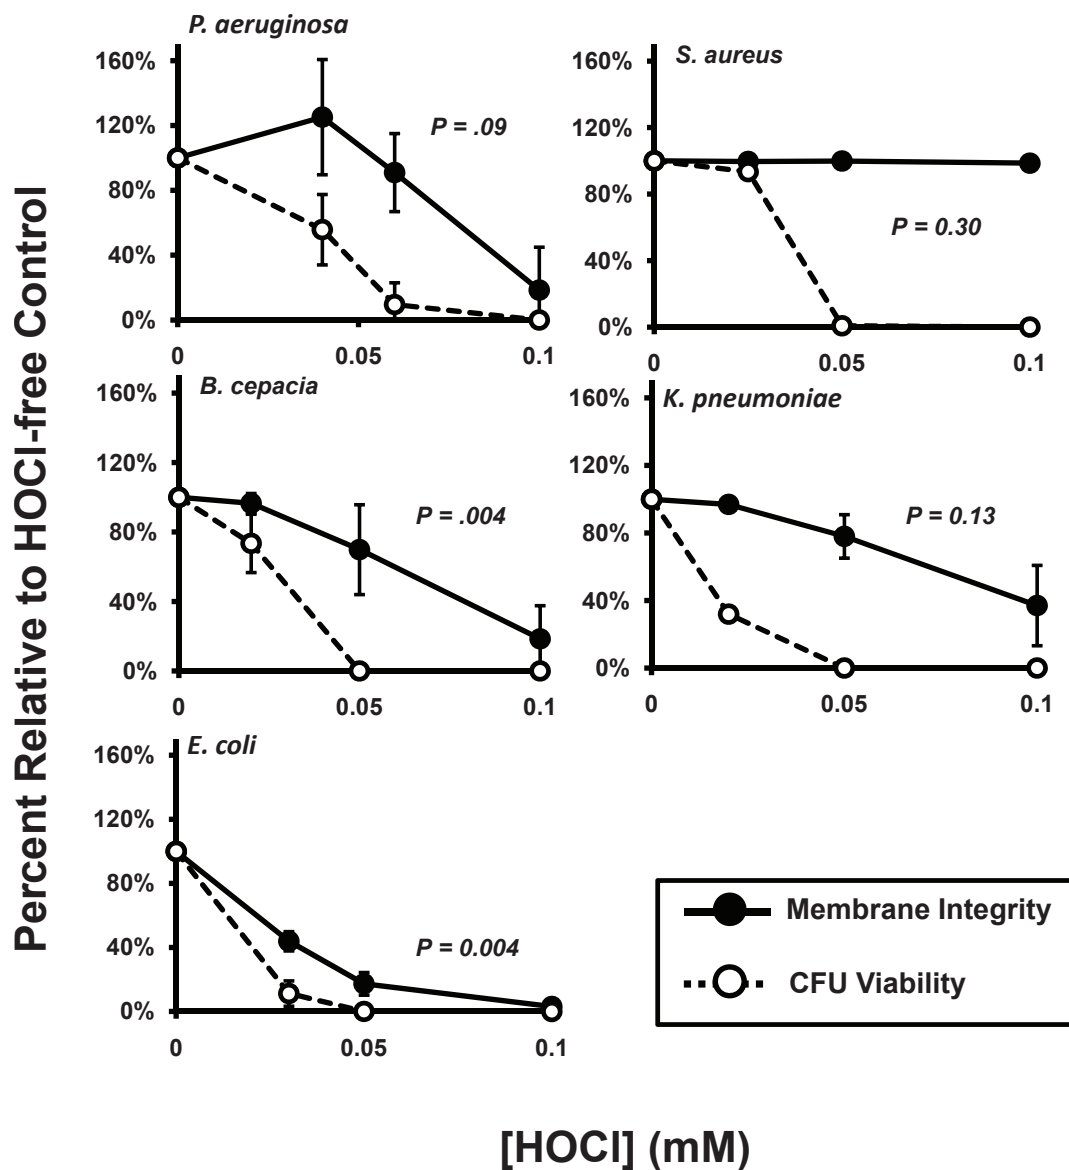 Percent Relative to HOCl-free Control
P. aeruginosa
160%
120%
80%
40%
0%
P = .09
0 0.05 0.1
S. aureus
160%
120%
80%
40%
0%
P = 0.30
0 0.05 0.1
B. cepacia
160%
120%
80%
40%
0%
P = .004
0 0.05 0.1
K. pneumoniae
160%
120%
80%
40%
0%
P = 0.13
0 0.05 0.1
E. coli
160%
120%
80%
40%
0%
P = 0.004
0 0.05 0.1
Membrane Integrity
CFU Viability
[HOCl] (mM)